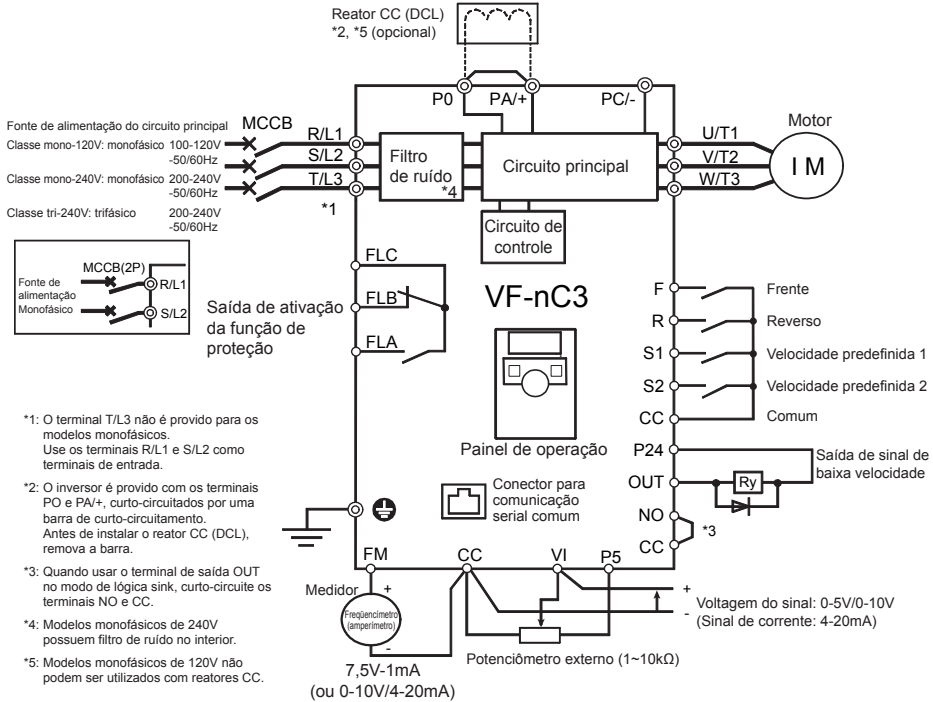 Reator CC (DCL)
*2, *5 (opcional)
P0
PA/+
PC/-
Fonte de alimentação do circuito principal
MCCB
Classe mono-120V: monofásico 100-120V
-50/60Hz
Classe mono-240V: monofásico 200-240V
-50/60Hz
Classe tri-240V: trifásico 200-240V
-50/60Hz
R/L1
S/L2
T/L3
*1
Filtro
de ruído
*4
Circuito principal
Circuito de
controle
U/T1
V/T2
W/T3
Motor
I M
MCCB(2P)
Fonte de
alimentação
Monofásico
R/L1
S/L2
Saída de ativação
da função de
proteção
FLC
FLB
FLA
VF-nC3
Painel de operação
Conector para
comunicação
serial comum
F
Frente
R
Reverso
S1
Velocidade predefinida 1
S2
Velocidade predefinida 2
CC
Comum
P24
Saída de sinal de
baixa velocidade
OUT
Ry
NO
*3
CC
*1: O terminal T/L3 não é provido para os
modelos monofásicos.
Use os terminais R/L1 e S/L2 como
terminais de entrada.
*2: O inversor é provido com os terminais
PO e PA/+, curto-circuitados por uma
barra de curto-circuitamento.
Antes de instalar o reator CC (DCL),
remova a barra.
*3: Quando usar o terminal de saída OUT
no modo de lógica sink, curto-circuite os
terminais NO e CC.
*4: Modelos monofásicos de 240V
possuem filtro de ruído no interior.
*5: Modelos monofásicos de 120V não
podem ser utilizados com reatores CC.
FM
CC
VI
P5
Medidor
+
Freqüencímetro
(amperímetro)
-
7,5V-1mA
(ou 0-10V/4-20mA)
Potenciômetro externo (1~10kΩ)
+
-
Voltagem do sinal: 0-5V/0-10V
(Sinal de corrente: 4-20mA)